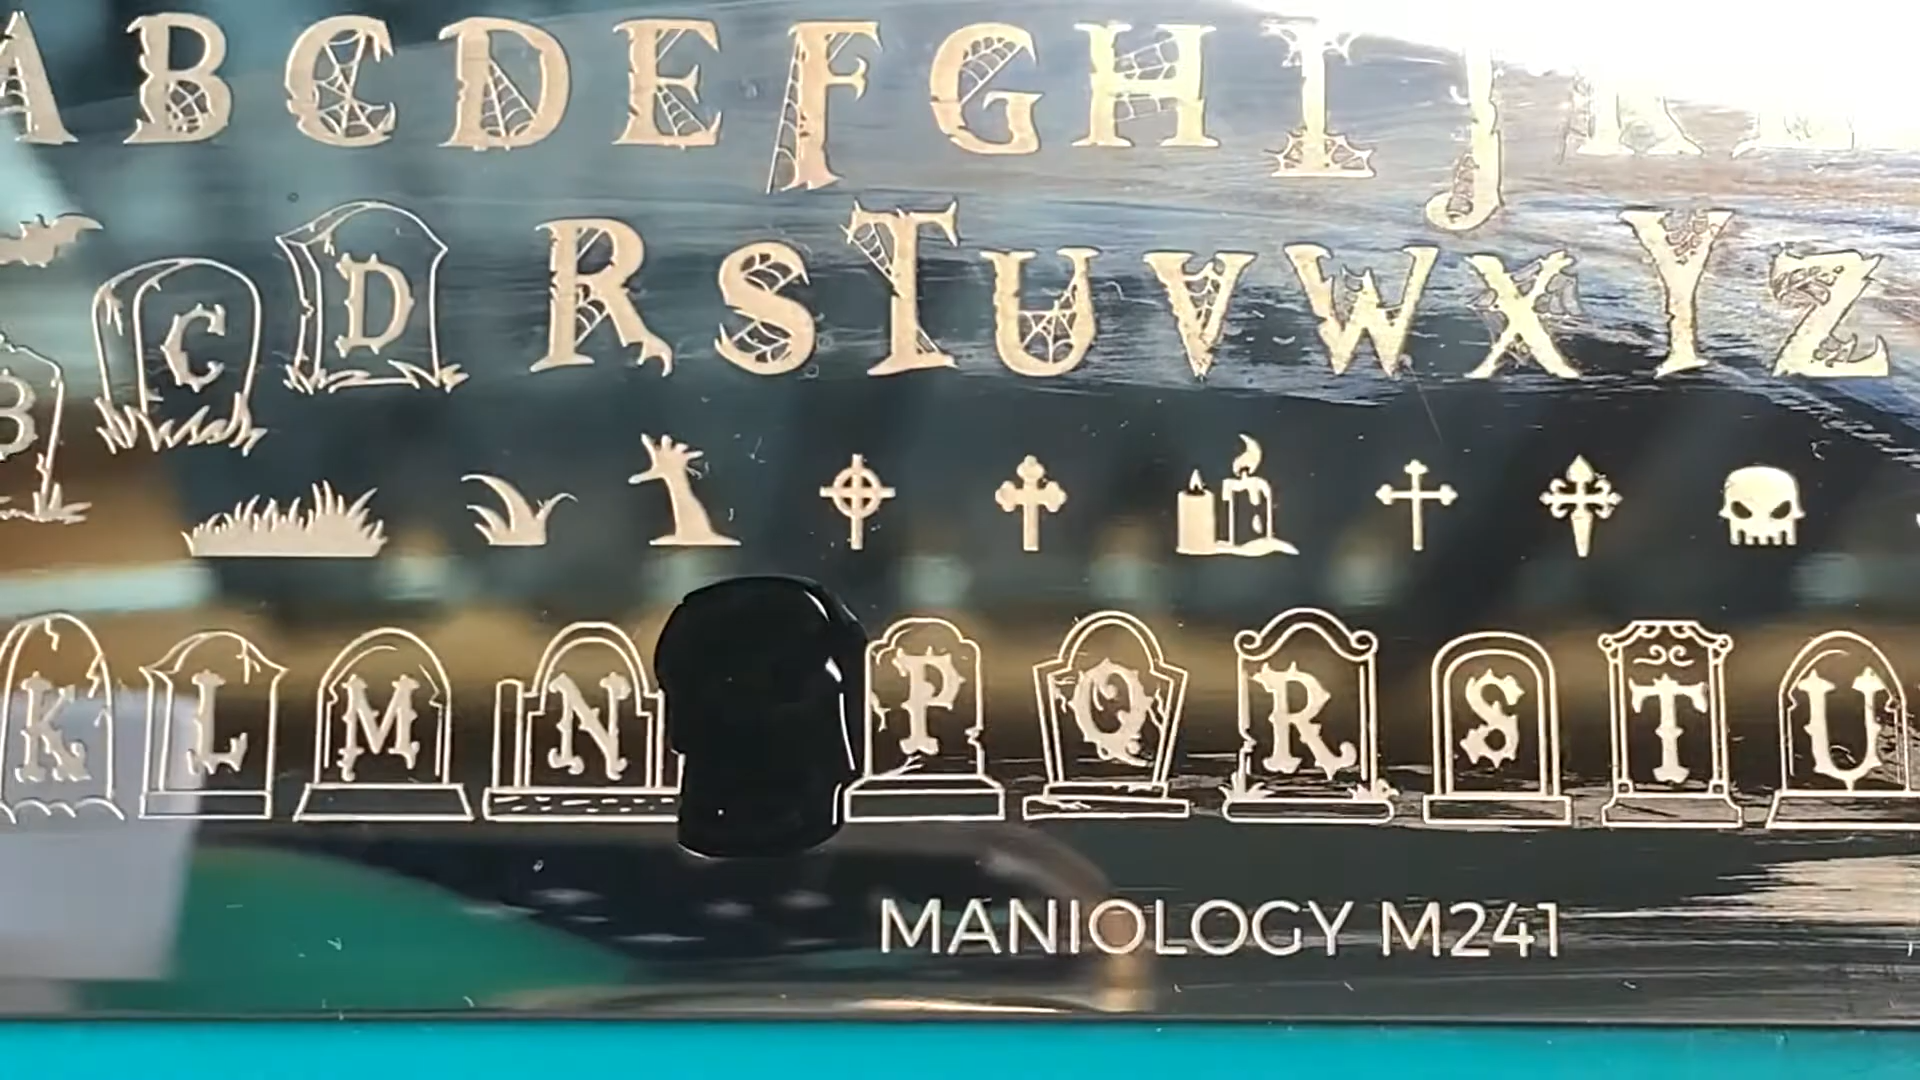 A B C D E F G H I J K L
B C D R S T U V W X Y Z
K L M N P Q R S T U
MANIOLOGY M241